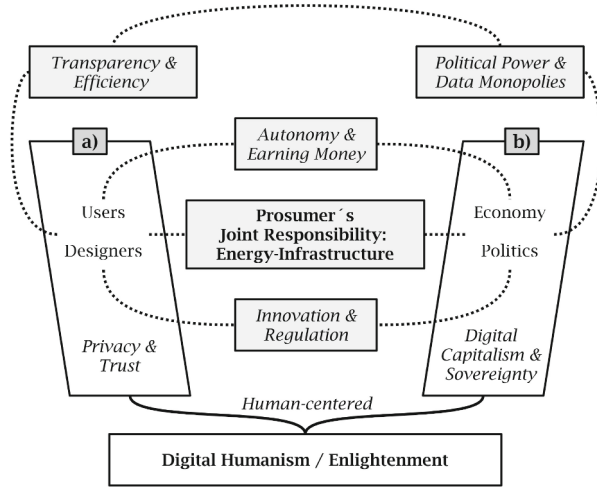 Transparency &
Efficiency
Political Power &
Data Monopolies
a)
b)
Autonomy &
Earning Money
Users
Economy
Prosumer´s
Joint Responsibility:
Energy-Infrastructure
Designers
Politics
Innovation &
Regulation
Privacy &
Trust
Digital
Capitalism &
Sovereignty
Human-centered
Digital Humanism / Enlightenment